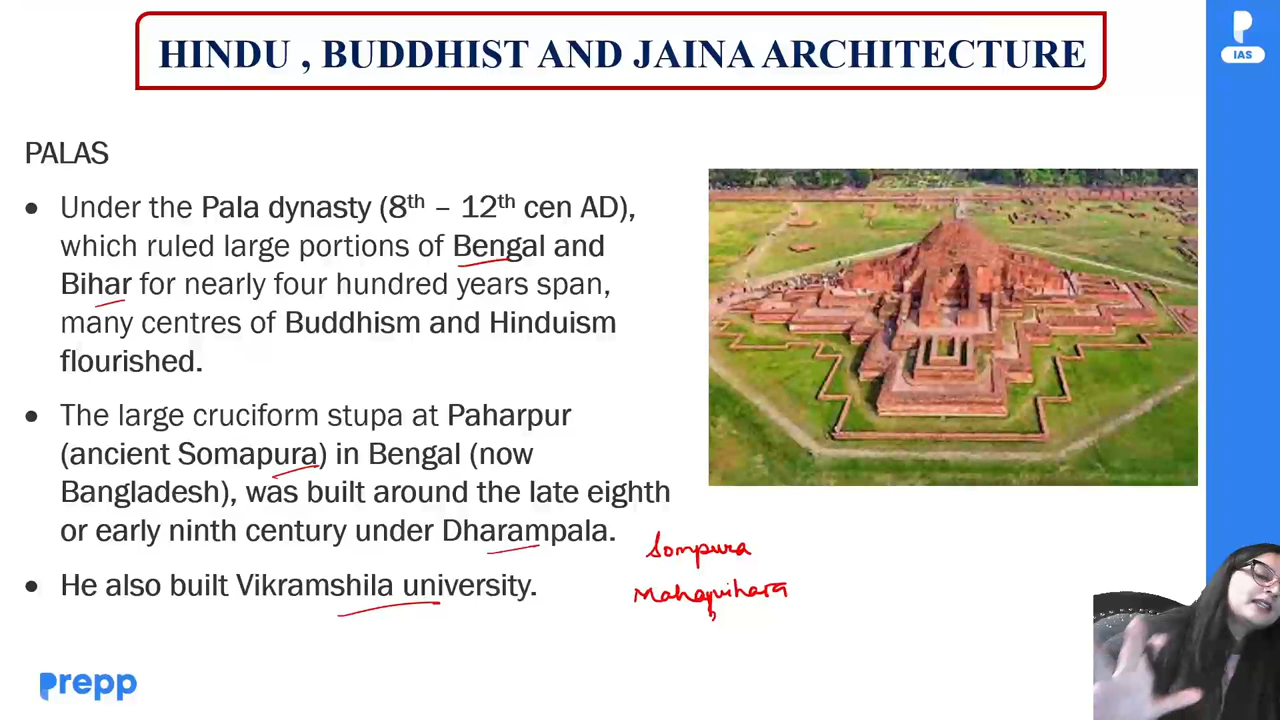 HINDU , BUDDHIST AND JAINA ARCHITECTURE
IAS
PALAS
• Under the Pala dynasty (8th – 12th cen AD),
which ruled large portions of Bengal and
Bihar for nearly four hundred years span,
many centres of Buddhism and Hinduism
flourished.
• The large cruciform stupa at Paharpur
(ancient Somapura) in Bengal (now
Bangladesh), was built around the late eighth
or early ninth century under Dharampala.
• He also built Vikramshila university.
Sompura
Mahavihara
prepp